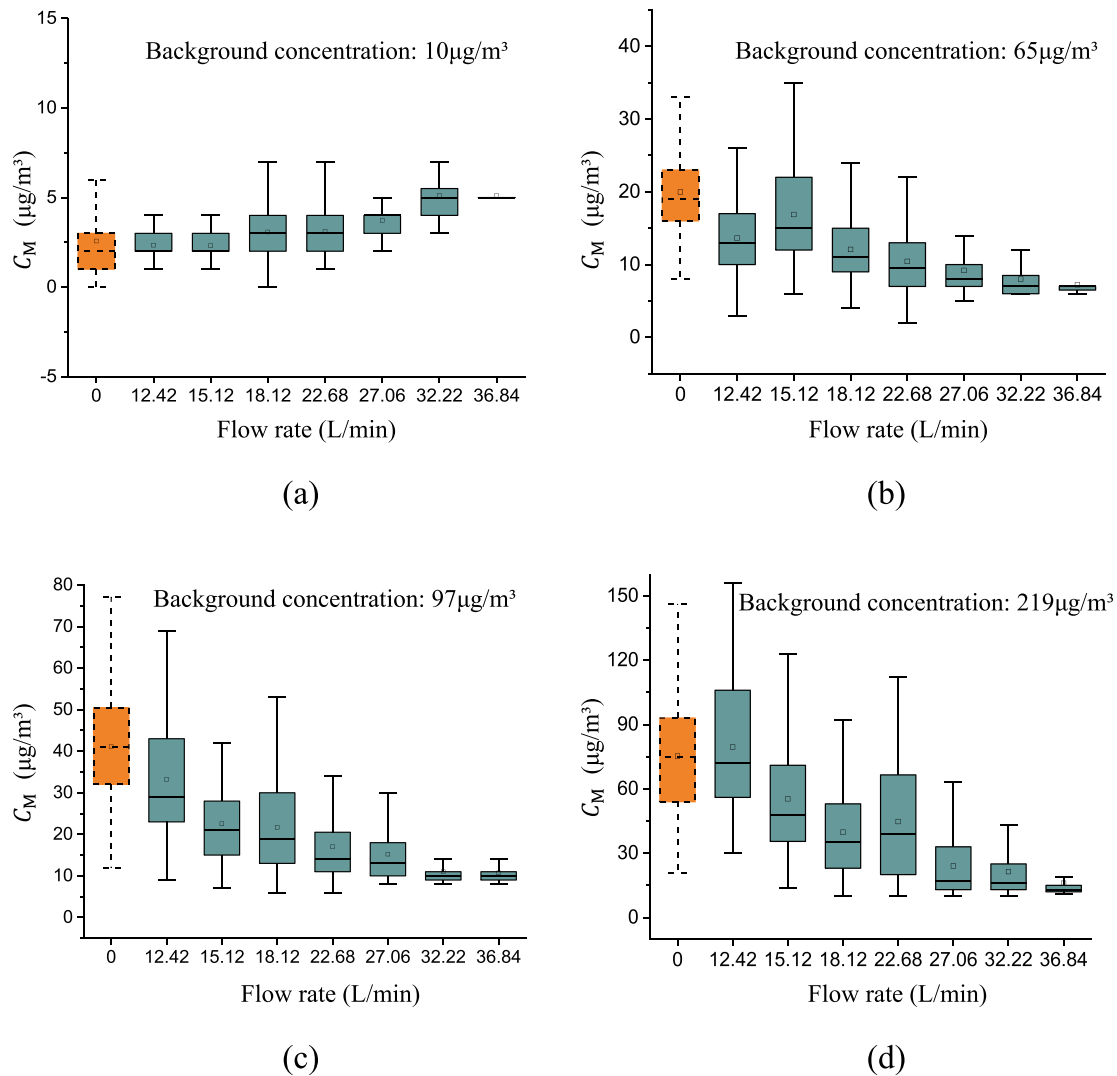 Background concentration: 10μg/m³
15
10
5
0
-5
C_M (μg/m³)
0 12.42 15.12 18.12 22.68 27.06 32.22 36.84
Flow rate (L/min)
(a)
Background concentration: 65μg/m³
40
30
20
10
0
C_M (μg/m³)
0 12.42 15.12 18.12 22.68 27.06 32.22 36.84
Flow rate (L/min)
(b)
Background concentration: 97μg/m³
80
70
60
50
40
30
20
10
0
C_M (μg/m³)
0 12.42 15.12 18.12 22.68 27.06 32.22 36.84
Flow rate (L/min)
(c)
Background concentration: 219μg/m³
150
120
90
60
30
0
C_M (μg/m³)
0 12.42 15.12 18.12 22.68 27.06 32.22 36.84
Flow rate (L/min)
(d)